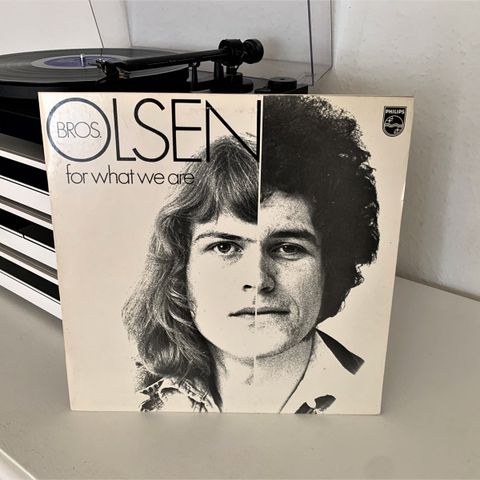 BROS.
OLSEN
for what we are
PHILIPS